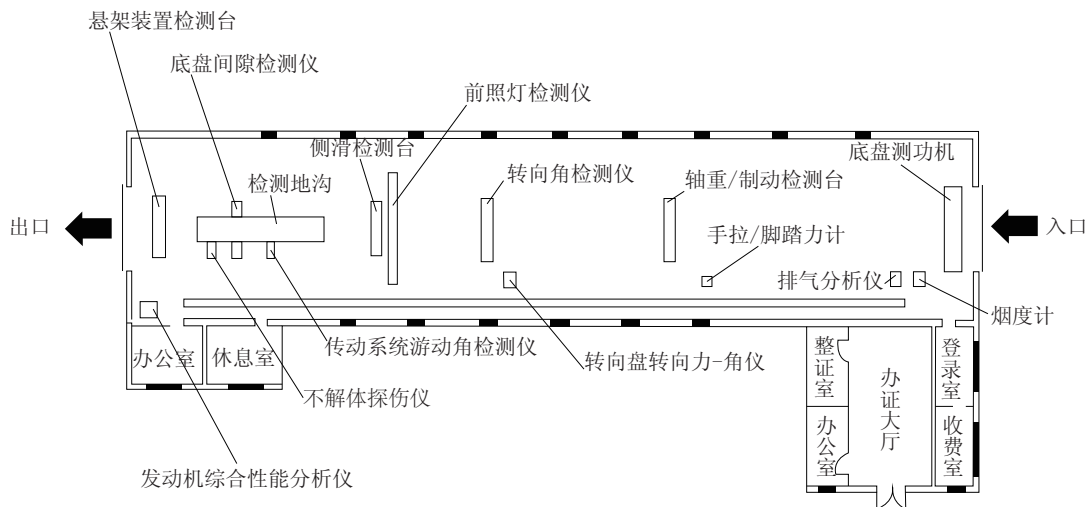 悬架装置检测台
底盘间隙检测仪
前照灯检测仪
侧滑检测台
检测地沟
转向角检测仪
轴重/制动检测台
底盘测功机
出口
入口
手拉/脚踏力计
排气分析仪
烟度计
办公室
休息室
传动系统游动角检测仪
转向盘转向力-角仪
不解体探伤仪
发动机综合性能分析仪
整证室
办公室
办证大厅
登录室
收费室